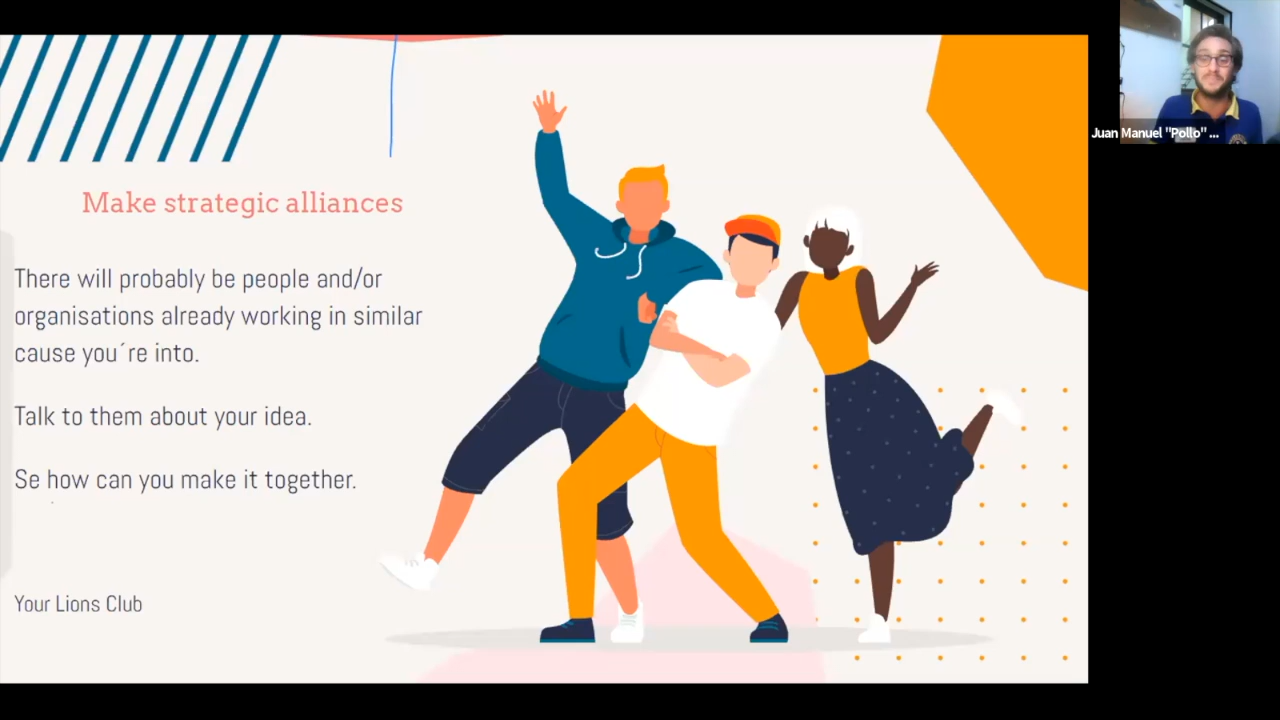 Make strategic alliances
There will probably be people and/or
organisations already working in similar
cause you´re into.
Talk to them about your idea.
Se how can you make it together.
Your Lions Club
Juan Manuel "Pollo" ...